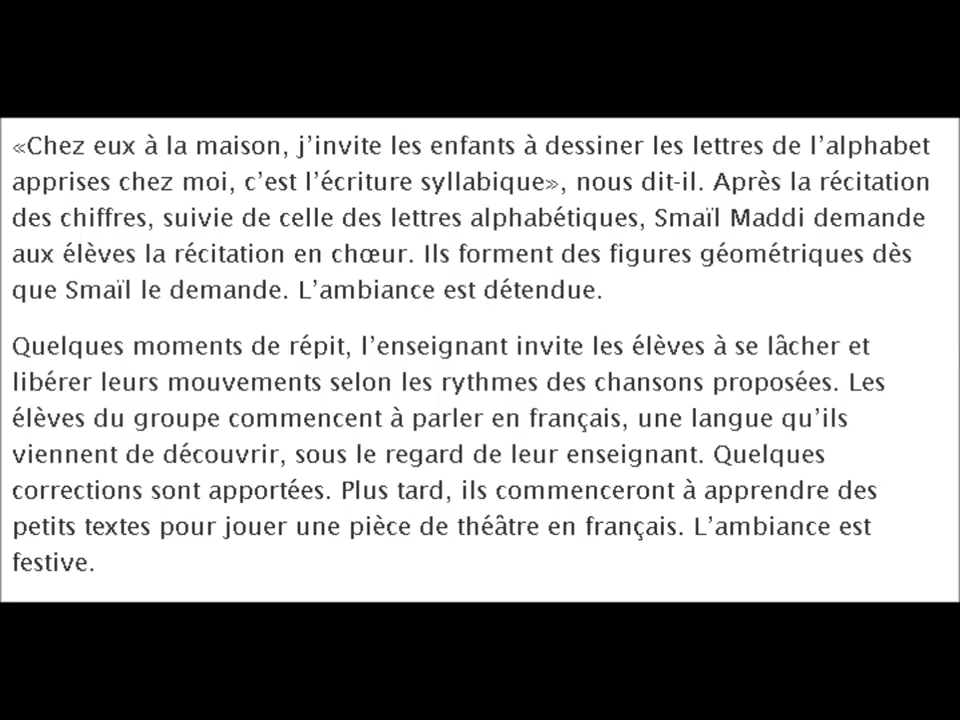 «Chez eux à la maison, j’invite les enfants à dessiner les lettres de l’alphabet
apprises chez moi, c’est l’écriture syllabique», nous dit-il. Après la récitation
des chiffres, suivie de celle des lettres alphabétiques, Smaïl Maddi demande
aux élèves la récitation en chœur. Ils forment des figures géométriques dès
que Smaïl le demande. L’ambiance est détendue.
Quelques moments de répit, l’enseignant invite les élèves à se lâcher et
libérer leurs mouvements selon les rythmes des chansons proposées. Les
élèves du groupe commencent à parler en français, une langue qu’ils
viennent de découvrir, sous le regard de leur enseignant. Quelques
corrections sont apportées. Plus tard, ils commenceront à apprendre des
petits textes pour jouer une pièce de théâtre en français. L’ambiance est
festive.